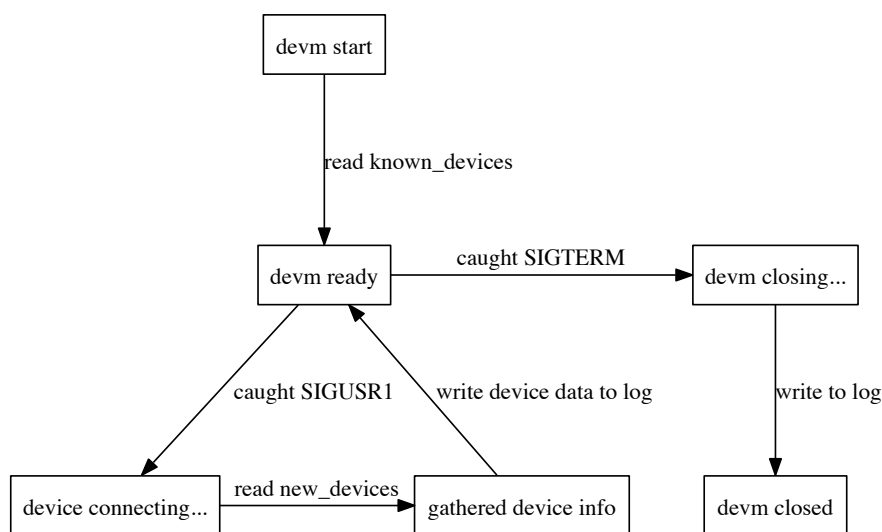 devm start
read known_devices
devm ready
caught SIGTERM
devm closing...
caught SIGUSR1
write device data to log
write to log
device connecting...
read new_devices
gathered device info
devm closed